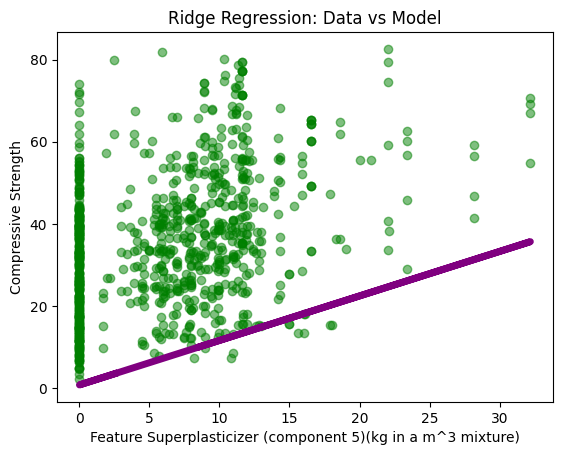 Ridge Regression: Data vs Model
Compressive Strength
80
60
40
20
0
0 5 10 15 20 25 30
Feature Superplasticizer (component 5)(kg in a m^3 mixture)